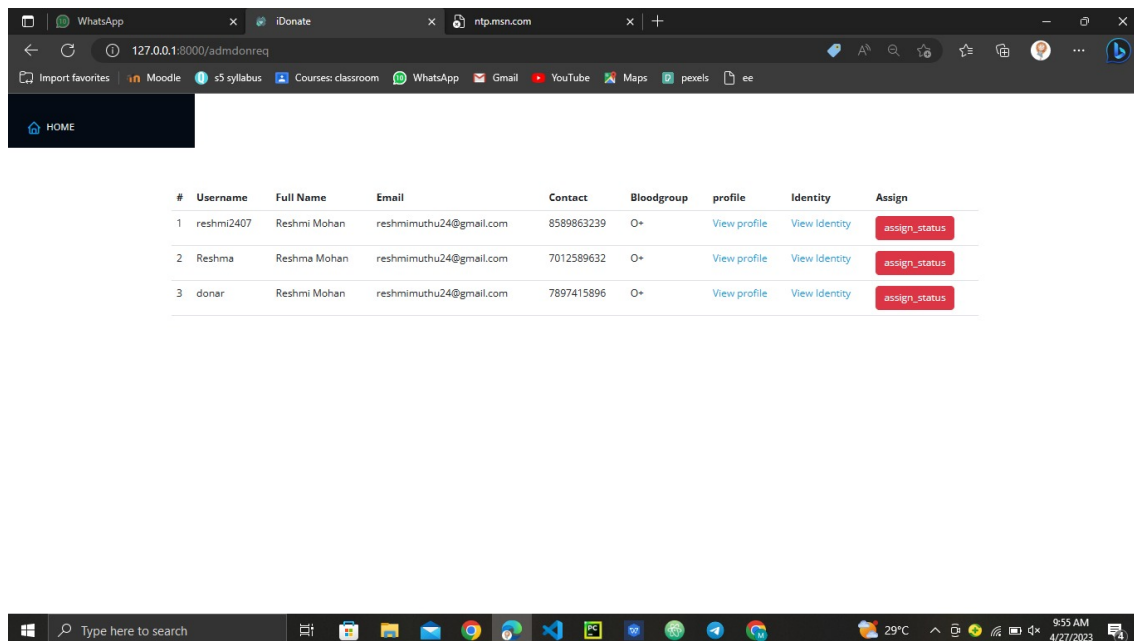 WhatsApp iDonate ntp.msn.com
127.0.0.1:8000/admdonreq
Import favorites Moodle s5 syllabus Courses: classroom WhatsApp Gmail YouTube Maps pexels ee
HOME
# Username Full Name Email Contact Bloodgroup profile Identity Assign
1 reshmi2407 Reshmi Mohan reshmimuthu24@gmail.com 8589863239 O+ View profile View Identity assign_status
2 Reshma Reshma Mohan reshmimuthu24@gmail.com 7012589632 O+ View profile View Identity assign_status
3 donar Reshmi Mohan reshmimuthu24@gmail.com 7897415896 O+ View profile View Identity assign_status
Type here to search 29°C 9:55 AM
4/27/2023